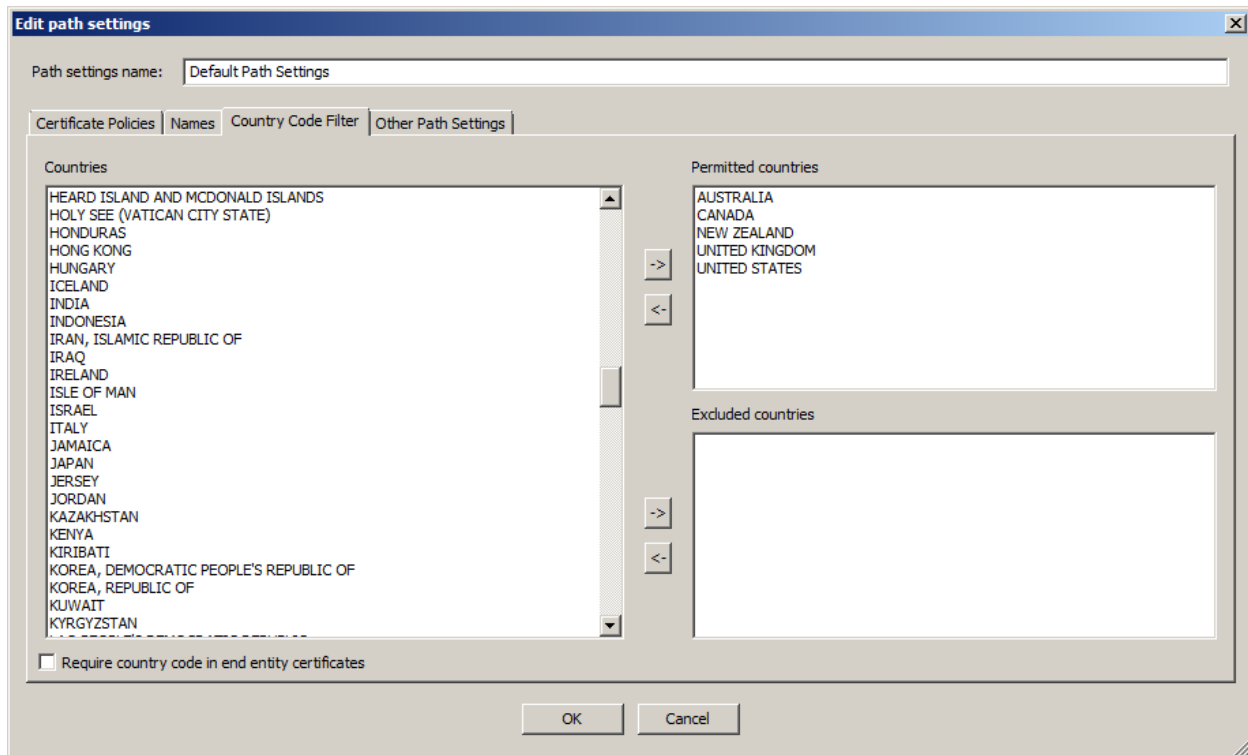 Edit path settings
Path settings name: Default Path Settings
Certificate Policies Names Country Code Filter Other Path Settings
Countries
HEARD ISLAND AND MCDONALD ISLANDS
HOLY SEE (VATICAN CITY STATE)
HONDURAS
HONG KONG
HUNGARY
ICELAND
INDIA
INDONESIA
IRAN, ISLAMIC REPUBLIC OF
IRAQ
IRELAND
ISLE OF MAN
ISRAEL
ITALY
JAMAICA
JAPAN
JERSEY
JORDAN
KAZAKHSTAN
KENYA
KIRIBATI
KOREA, DEMOCRATIC PEOPLE'S REPUBLIC OF
KOREA, REPUBLIC OF
KUWAIT
KYRGYZSTAN
->
<-
->
<-
Permitted countries
AUSTRALIA
CANADA
NEW ZEALAND
UNITED KINGDOM
UNITED STATES
Excluded countries
Require country code in end entity certificates
OK Cancel